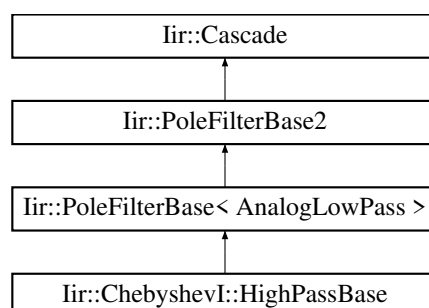 Iir::Cascade
Iir::PoleFilterBase2
Iir::PoleFilterBase< AnalogLowPass >
Iir::ChebyshevI::HighPassBase